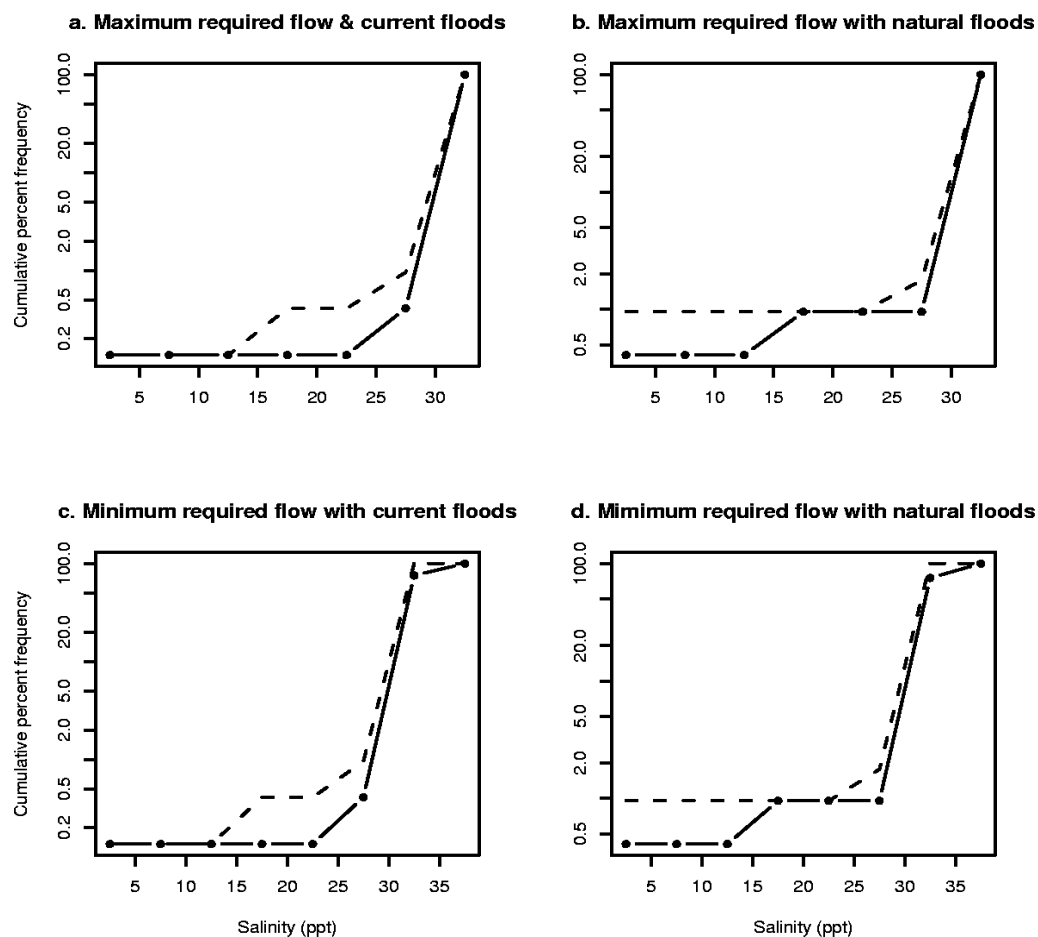 a. Maximum required flow & current floods
Cumulative percent frequency
100.0
20.0
5.0
2.0
0.5
0.2
5 10 15 20 25 30
b. Maximum required flow with natural floods
100.0
20.0
5.0
2.0
0.5
5 10 15 20 25 30
c. Minimum required flow with current floods
Cumulative percent frequency
100.0
20.0
5.0
2.0
0.5
0.2
5 10 15 20 25 30 35
Salinity (ppt)
d. Mimimum required flow with natural floods
100.0
20.0
5.0
2.0
0.5
5 10 15 20 25 30 35
Salinity (ppt)